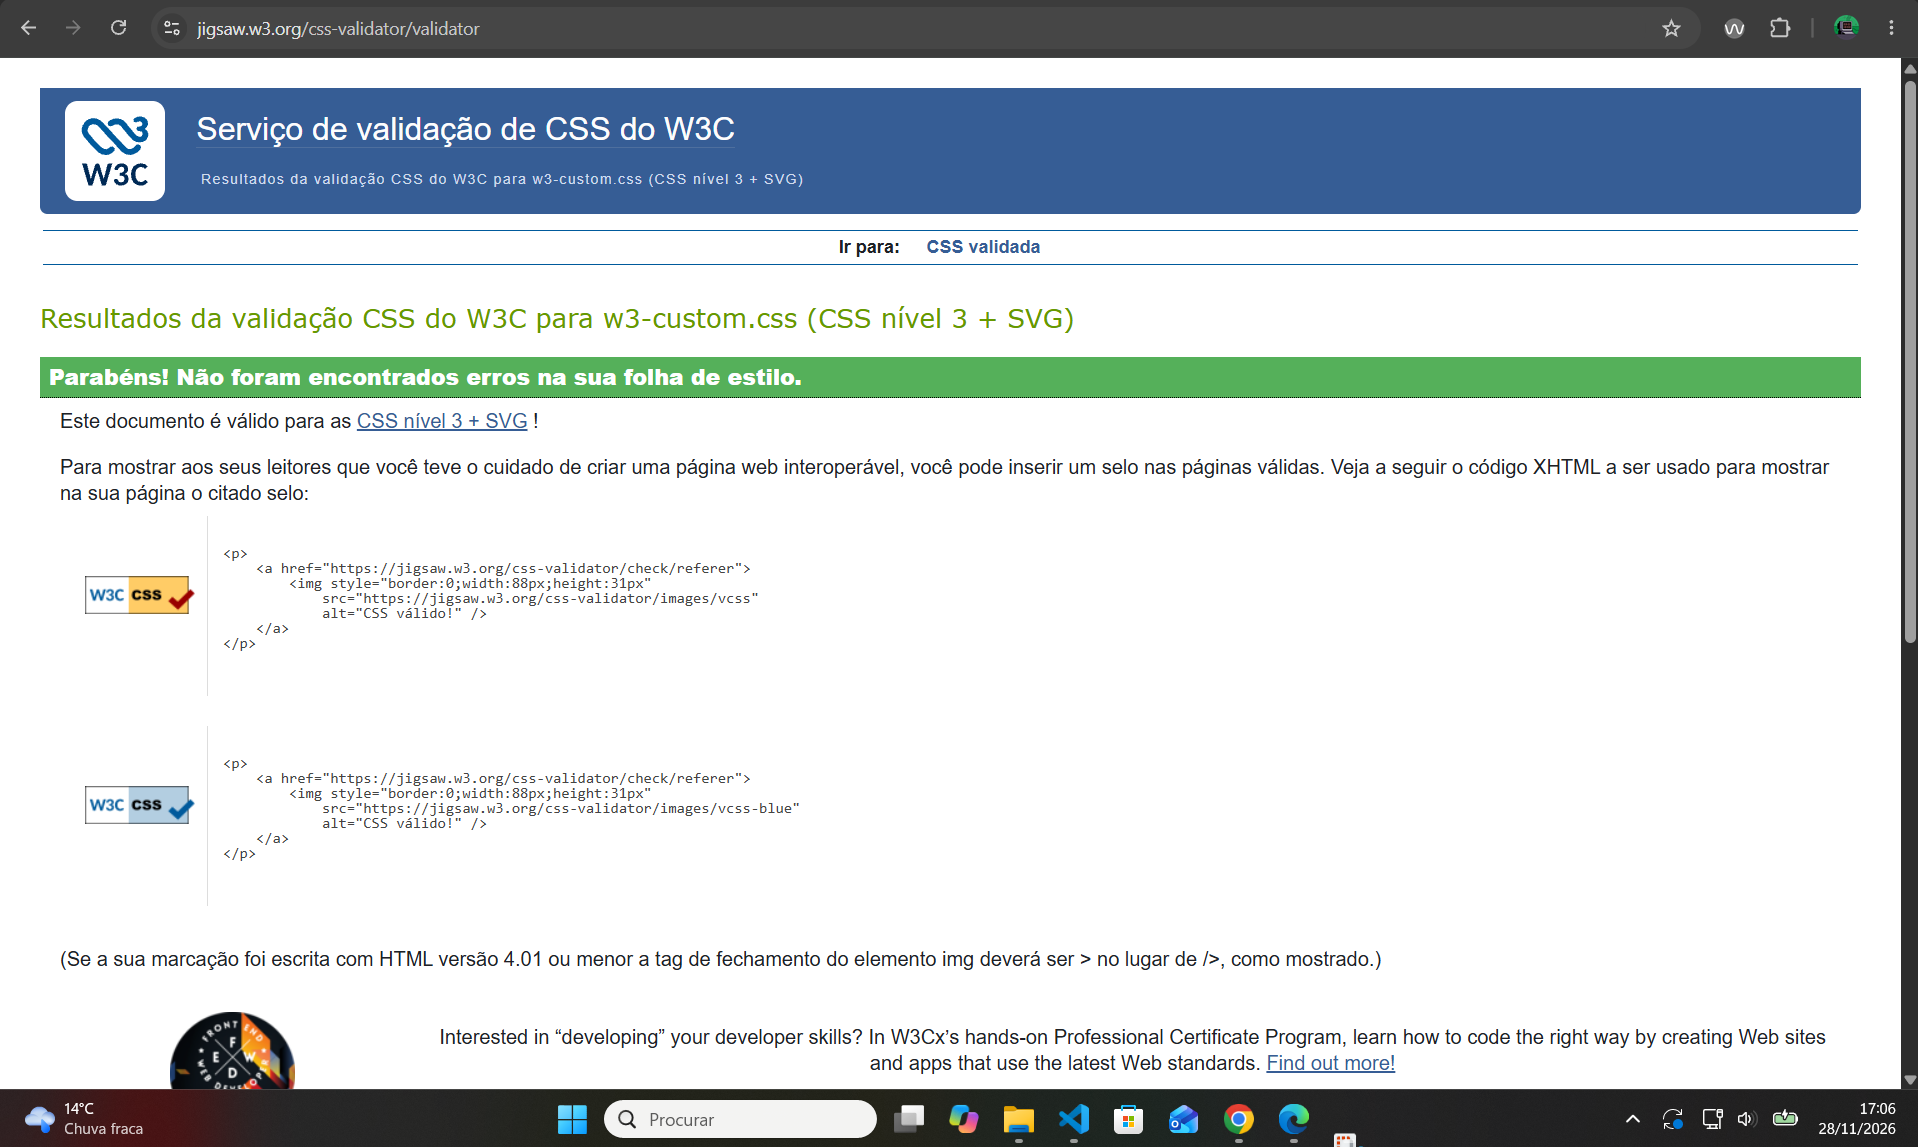 jigsaw.w3.org/css-validator/validator
W3C
Serviço de validação de CSS do W3C
Resultados da validação CSS do W3C para w3-custom.css (CSS nível 3 + SVG)
Ir para: CSS validada
Resultados da validação CSS do W3C para w3-custom.css (CSS nível 3 + SVG)
Parabéns! Não foram encontrados erros na sua folha de estilo.
Este documento é válido para as CSS nível 3 + SVG !
Para mostrar aos seus leitores que você teve o cuidado de criar uma página web interoperável, você pode inserir um selo nas páginas válidas. Veja a seguir o código XHTML a ser usado para mostrar
na sua página o citado selo:
W3C css
<p>
<a href="https://jigsaw.w3.org/css-validator/check/referer">
<img style="border:0;width:88px;height:31px"
src="https://jigsaw.w3.org/css-validator/images/vcss"
alt="CSS válido!" />
</a>
</p>
W3C css
<p>
<a href="https://jigsaw.w3.org/css-validator/check/referer">
<img style="border:0;width:88px;height:31px"
src="https://jigsaw.w3.org/css-validator/images/vcss-blue"
alt="CSS válido!" />
</a>
</p>
(Se a sua marcação foi escrita com HTML versão 4.01 ou menor a tag de fechamento do elemento img deverá ser > no lugar de />, como mostrado.)
FRONT END
WEB DEVELOP
F
E W
D
Interested in “developing” your developer skills? In W3Cx’s hands-on Professional Certificate Program, learn how to code the right way by creating Web sites
and apps that use the latest Web standards. Find out more!
14°C
Chuva fraca
Procurar
17:06
28/11/2026